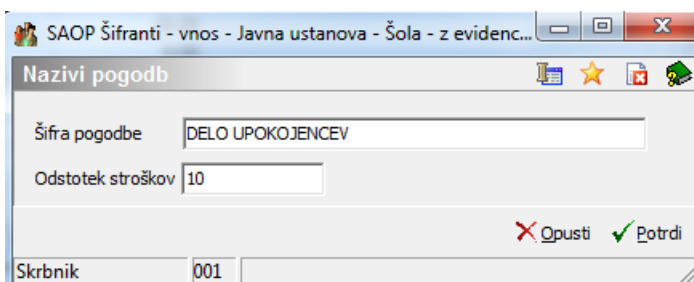 SAOP Šifranti - vnos - Javna ustanova - Šola - z evidenc...
Nazivi pogodb
Šifra pogodbe DELO UPOKOJENCEV
Odstotek stroškov 10
Opusti Potrdi
Skrbnik 001